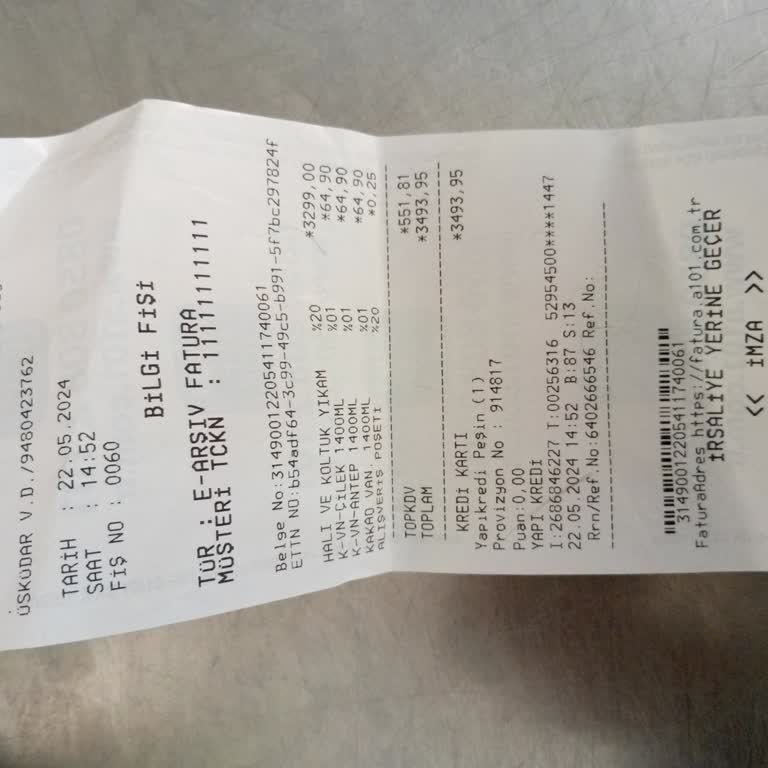 ÜSKÜDAR V.D./9480423762
TARİH : 22.05.2024
SAAT : 14:52
FİŞ NO : 0060
BİLGİ FİŞİ
TÜR : E-ARŞİV FATURA
MÜŞTERİ TCKN : 11111111111
Belge No:3149001220541174​0061
ETTN NO:b54adf64-3c99-49c5-b991-5f7bc297824f
HALI VE KOLTUK YIKAM %20 *3299,00
K-VN-ÇİLEK 1400ML %01 *64,90
K-VN-ANTEP 1400ML %01 *64,90
KAKAO VAN. 1400ML %01 *64,90
ALIŞVERİŞ POŞETİ %20 *0,25
TOPKDV *551,81
TOPLAM *3493,95
KREDİ KARTI *3493,95
Yapıkredi Peşin (1)
Provizyon No : 914817
Puan:0,00
YAPI KREDİ
I:2686846227 T:00256316 52954500****1447
22.05.2024 14:52 B:87 S:13
Rrn/Ref.No:6402666546 Ref.No:
314900122205411740061
FaturaAdres https://fatura.a101.com.tr
İRSALİYE YERİNE GEÇER
<< İMZA >>